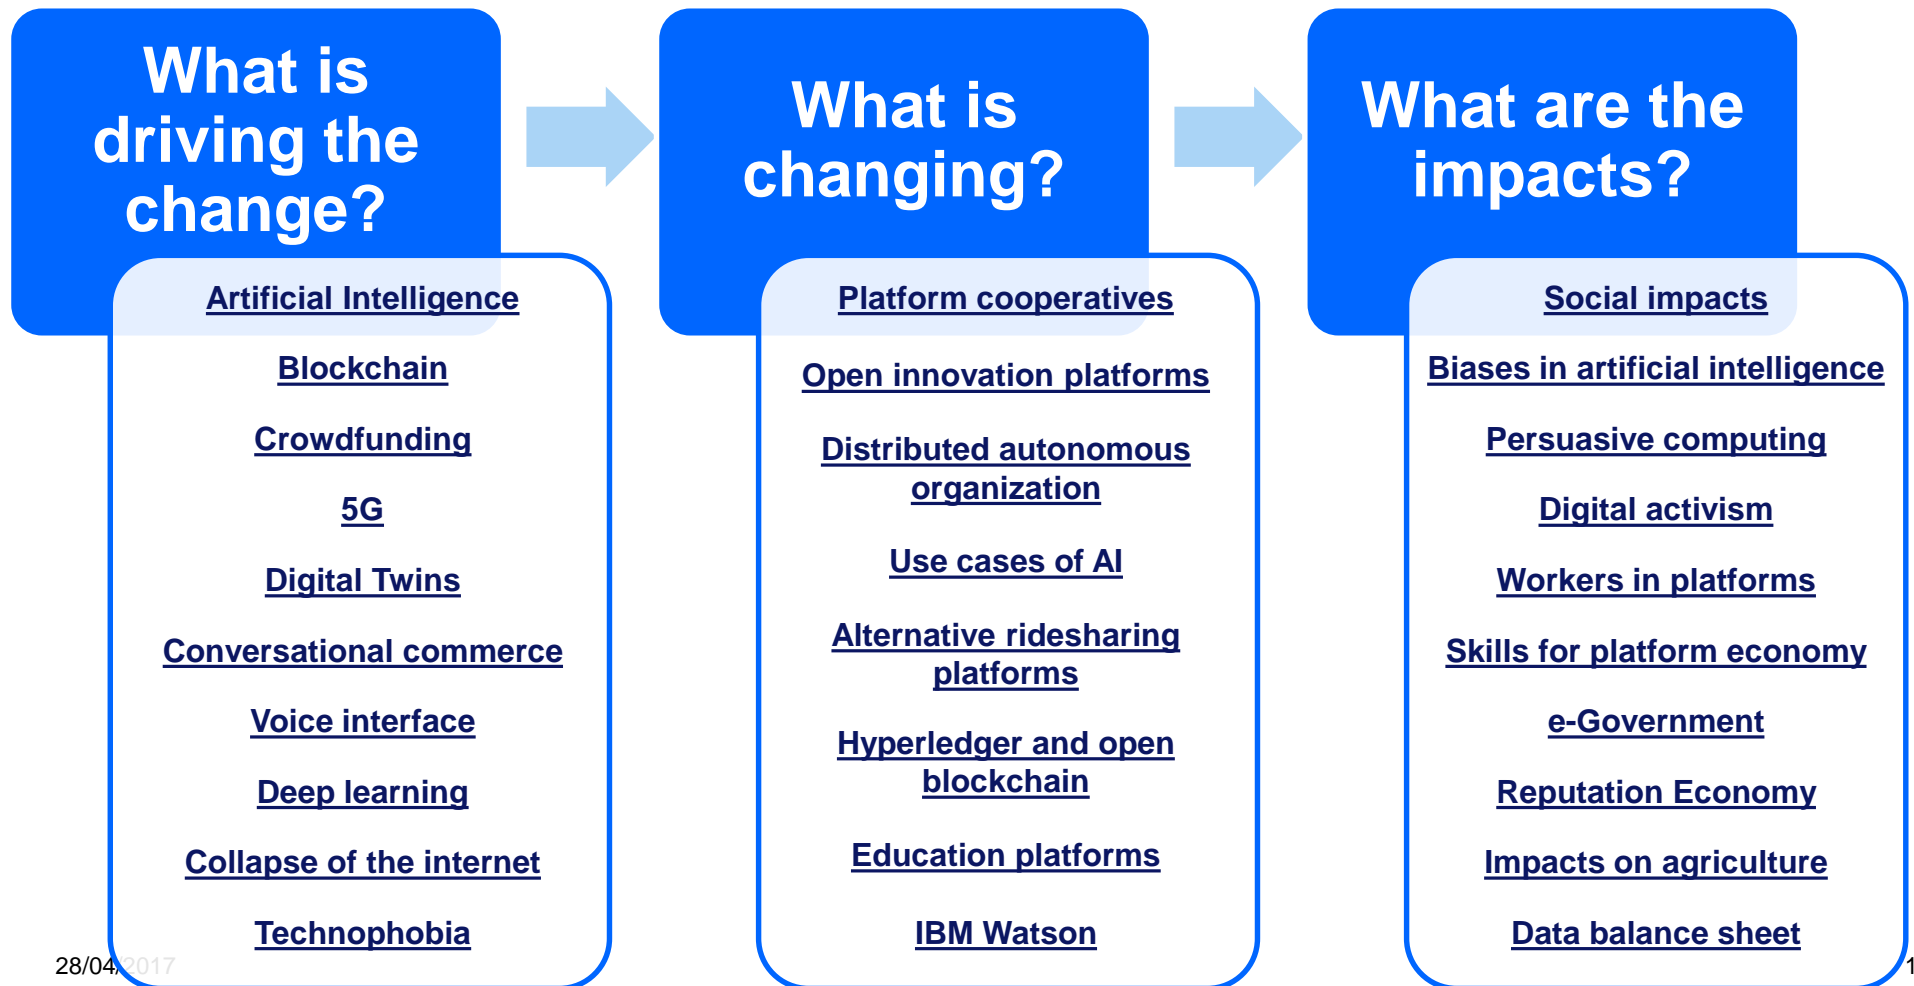 What is
driving the
change?
Artificial Intelligence
Blockchain
Crowdfunding
5G
Digital Twins
Conversational commerce
Voice interface
Deep learning
Collapse of the internet
Technophobia
What is
changing?
Platform cooperatives
Open innovation platforms
Distributed autonomous
organization
Use cases of AI
Alternative ridesharing
platforms
Hyperledger and open
blockchain
Education platforms
IBM Watson
What are the
impacts?
Social impacts
Biases in artificial intelligence
Persuasive computing
Digital activism
Workers in platforms
Skills for platform economy
e-Government
Reputation Economy
Impacts on agriculture
Data balance sheet
28/04/2017
1